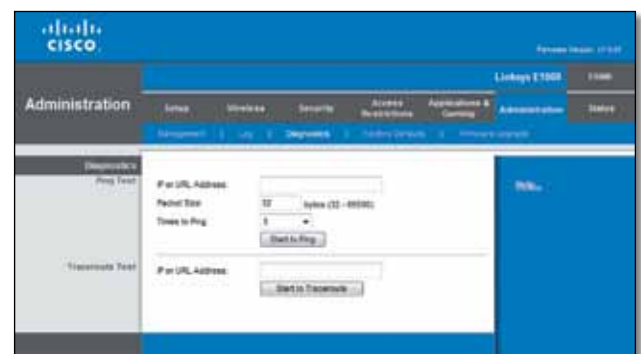 CISCO
Linksys E1000 E1000
Administration
Setup Wireless Security Access Restrictions Applications & Gaming Administration Status
Management | Log | Diagnostics | Factory Defaults | Firmware Upgrade
Diagnostics
Ping Test
IP or URL Address:
Packet Size: 32 bytes (32 - 65500)
Times to Ping: 5
Start to Ping
Help...
Traceroute Test
IP or URL Address:
Start to Traceroute